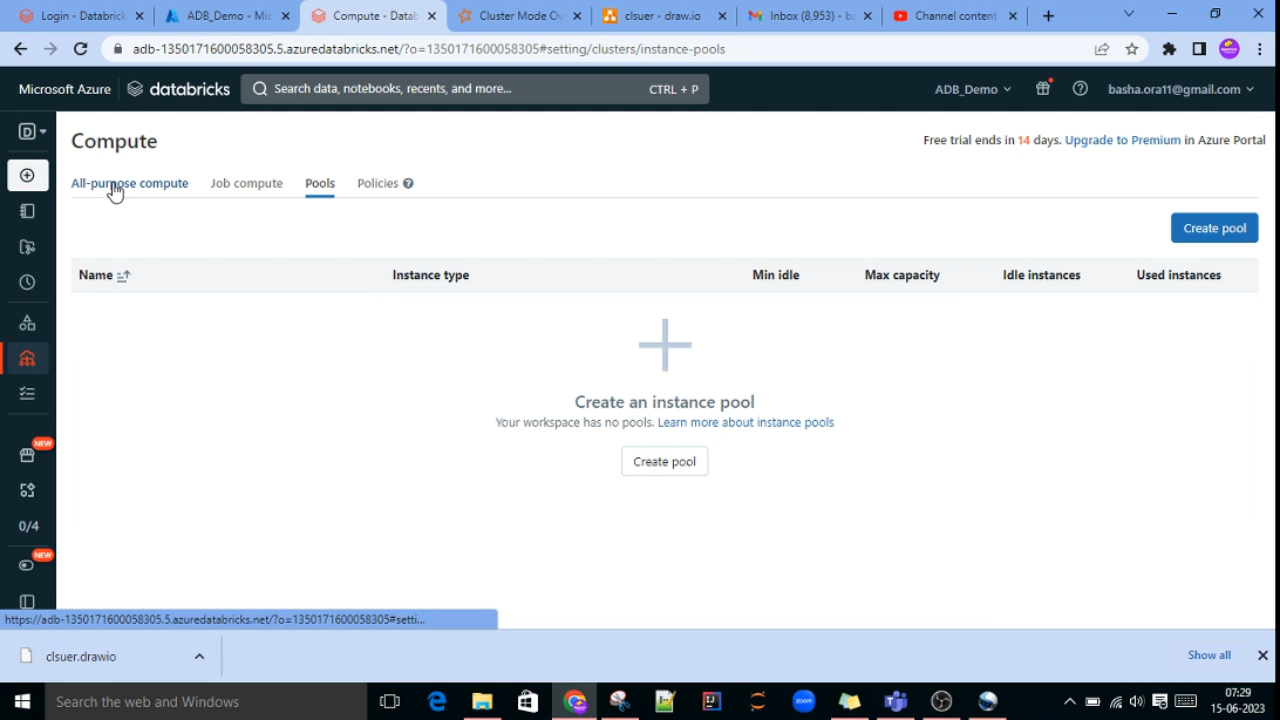 Login - Databrick
ADB_Demo - Mic
Compute - Datab
Cluster Mode Ov
clsuer - draw.io
Inbox (8,953) - ba
Channel content
adb-1350171600058305.5.azuredatabricks.net/?o=1350171600058305#setting/clusters/instance-pools
Microsoft Azure
databricks
Search data, notebooks, recents, and more...
CTRL + P
ADB_Demo
basha.ora11@gmail.com
D
Compute
Free trial ends in 14 days. Upgrade to Premium in Azure Portal
All-purpose compute
Job compute
Pools
Policies
Create pool
Name
Instance type
Min idle
Max capacity
Idle instances
Used instances
Create an instance pool
Your workspace has no pools. Learn more about instance pools
Create pool
NEW
0/4
NEW
https://adb-1350171600058305.5.azuredatabricks.net/?o=1350171600058305#setti...
clsuer.drawio
Show all
Search the web and Windows
zoom
07:29
15-06-2023